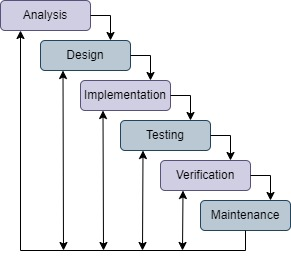 Analysis
Design
Implementation
Testing
Verification
Maintenance